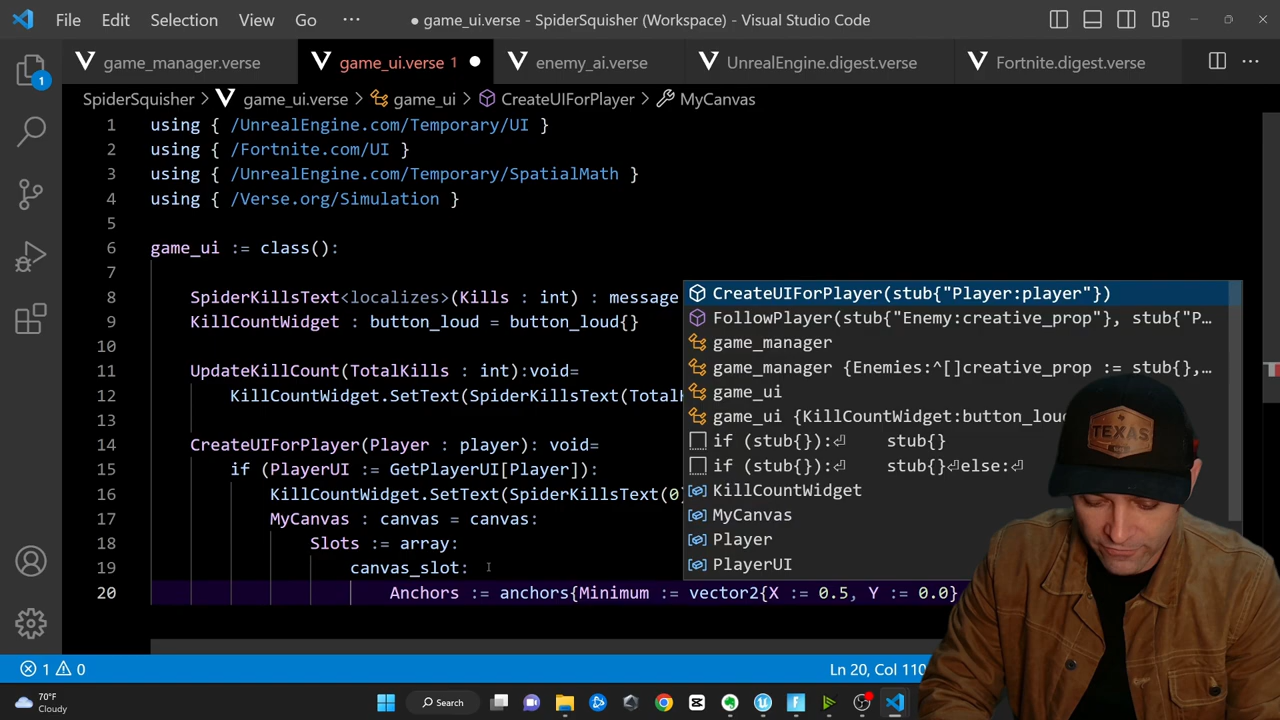 File Edit Selection View Go ··· ● game_ui.verse - SpiderSquisher (Workspace) - Visual Studio Code
game_manager.verse game_ui.verse 1 ● enemy_ai.verse UnrealEngine.digest.verse Fortnite.digest.verse ···
1
SpiderSquisher > game_ui.verse > game_ui > CreateUIForPlayer > MyCanvas
1 using { /UnrealEngine.com/Temporary/UI }
2 using { /Fortnite.com/UI }
3 using { /UnrealEngine.com/Temporary/SpatialMath }
4 using { /Verse.org/Simulation }
5
6 game_ui := class():
7
8 SpiderKillsText<localizes>(Kills : int) : message
9 KillCountWidget : button_loud = button_loud{}
10
11 UpdateKillCount(TotalKills : int):void=
12 KillCountWidget.SetText(SpiderKillsText(
13
14 CreateUIForPlayer(Player : player): void=
15 if (PlayerUI := GetPlayerUI[Player]):
16 KillCountWidget.SetText(SpiderKillsText(0)
17 MyCanvas : canvas = canvas:
18 Slots := array:
19 canvas_slot:
20 Anchors := anchors{Minimum := vector2{X := 0.5, Y := 0.0}
CreateUIForPlayer(stub{"Player:player"})
FollowPlayer(stub{"Enemy:creative_prop"}, stub{"P...
game_manager
game_manager {Enemies:^[]creative_prop := stub{},...
game_ui
game_ui {KillCountWidget:button_loud
if (stub{}):⏎ stub{}
if (stub{}):⏎ stub{}⏎else:⏎
KillCountWidget
MyCanvas
Player
PlayerUI
1 0 Ln 20, Col 110
70°F
Cloudy
Search